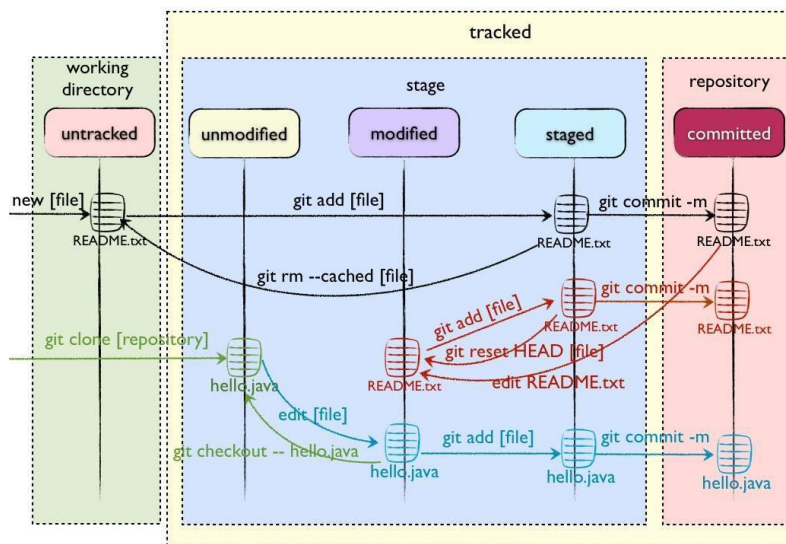 tracked
working
directory
stage
repository
untracked
unmodified
modified
staged
committed
new [file]
git add [file]
git commit -m
README.txt
README.txt
README.txt
git rm --cached [file]
git add [file]
git commit -m
README.txt
README.txt
git clone [repository]
git reset HEAD [file]
hello.java
README.txt
edit README.txt
edit [file]
git checkout -- hello.java
git add [file]
git commit -m
hello.java
hello.java
hello.java